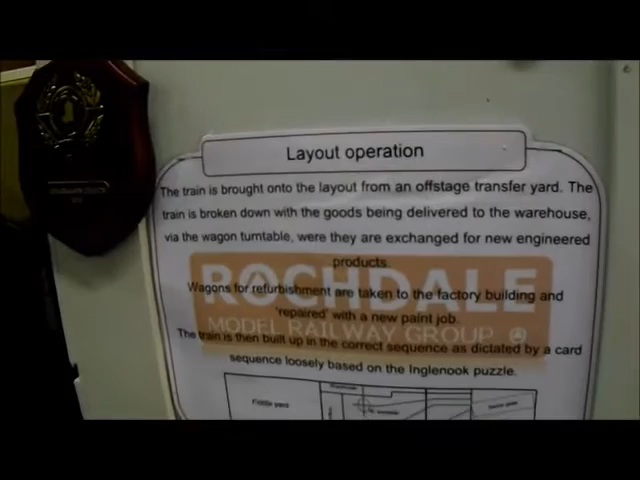 Layout operation
The train is brought onto the layout from an offstage transfer yard. The
train is broken down with the goods being delivered to the warehouse,
via the wagon turntable, were they are exchanged for new engineered
products.
ROCHDALE
Wagons for refurbishment are taken to the factory building and
'repaired' with a new paint job.
MODEL RAILWAY GROUP
The train is then built up in the correct sequence as dictated by a card
sequence loosely based on the Inglenook puzzle.
Fiddle yard